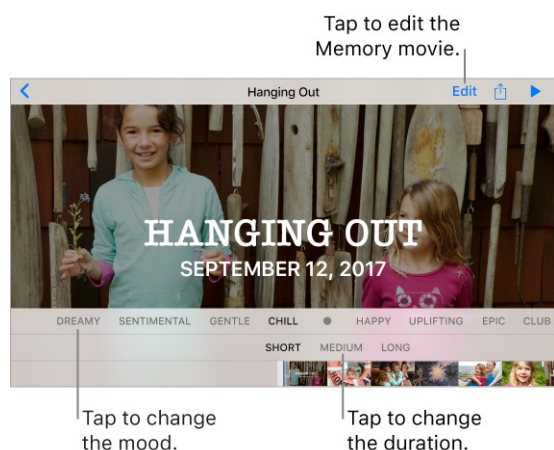 Tap to edit the
Memory movie.
Hanging Out
Edit
HANGING OUT
SEPTEMBER 12, 2017
DREAMY SENTIMENTAL GENTLE CHILL HAPPY UPLIFTING EPIC CLUB
SHORT MEDIUM LONG
Tap to change
the mood.
Tap to change
the duration.